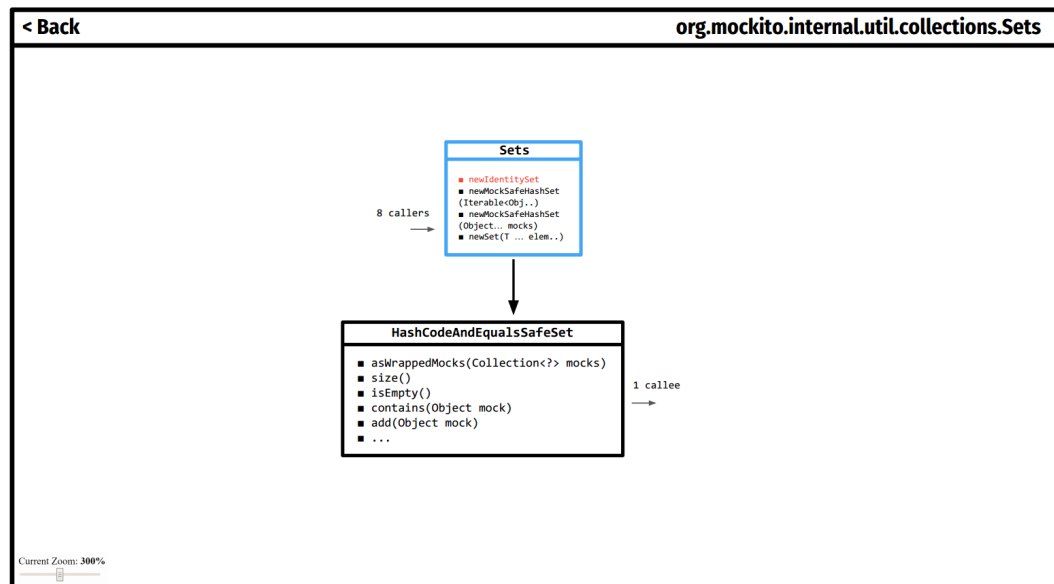 < Back
org.mockito.internal.util.collections.Sets
Sets
■ newIdentitySet
■ newMockSafeHashSet
(Iterable<Obj..)
■ newMockSafeHashSet
(Object... mocks)
■ newSet(T ... elem..)
8 callers
HashCodeAndEqualsSafeSet
■ asWrappedMocks(Collection<?> mocks)
■ size()
■ isEmpty()
■ contains(Object mock)
■ add(Object mock)
■ ...
1 callee
Current Zoom: 300%